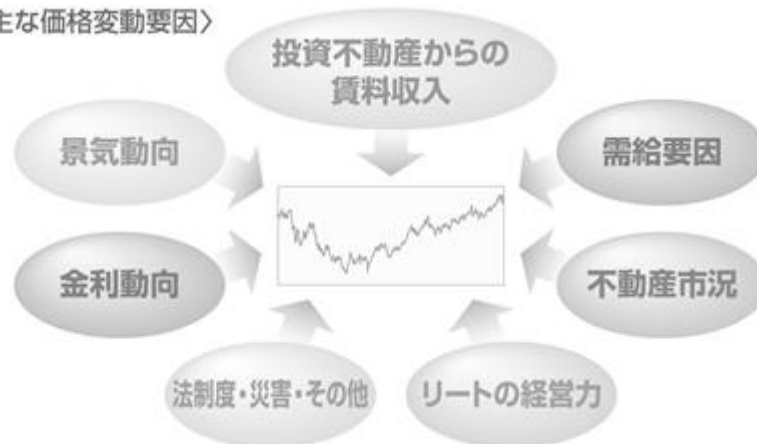 主な価格変動要因〉
投資不動産からの
賃料収入
景気動向
需給要因
金利動向
不動産市況
法制度・災害・その他
リートの経営力